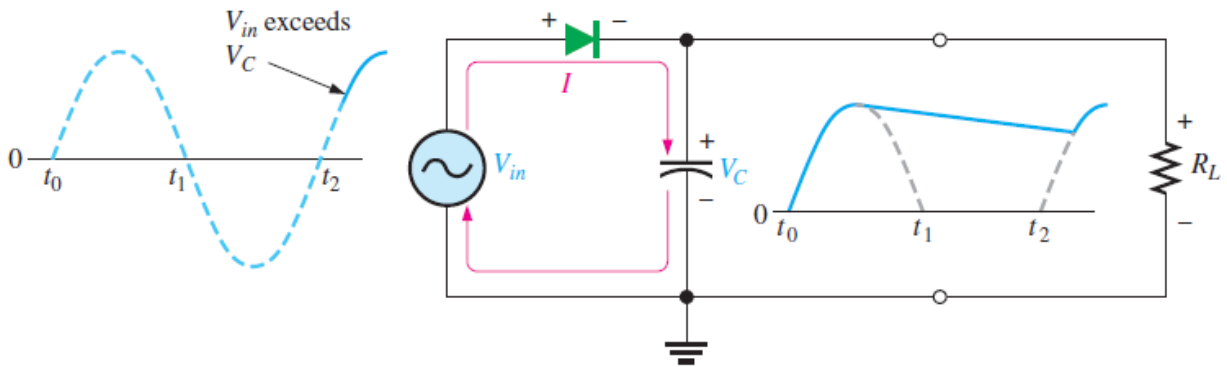 V_in exceeds
V_C
0
t_0
t_1
t_2
+ −
I
V_in
+
V_C
−
0
t_0
t_1
t_2
+
R_L
−